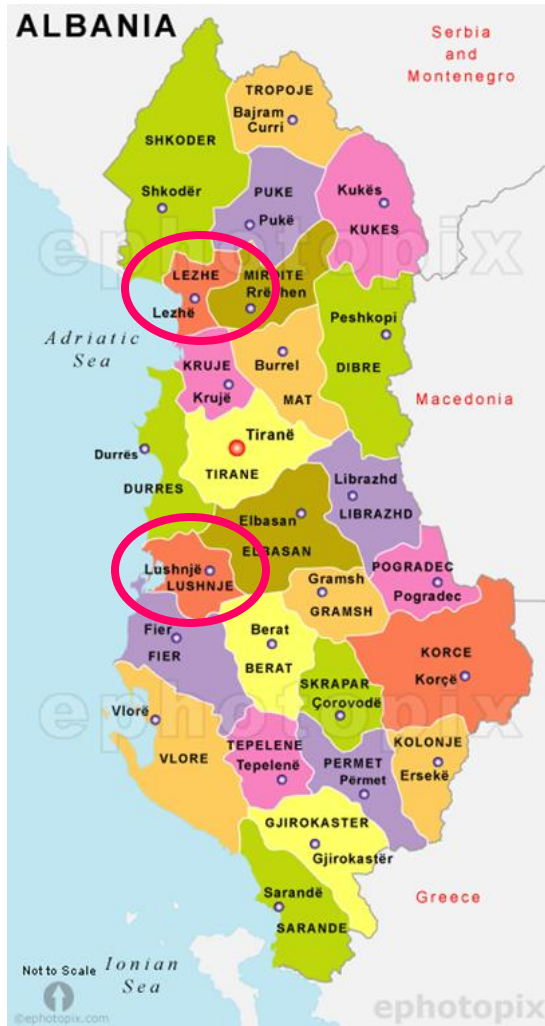 ALBANIA
Serbia
and
Montenegro
TROPOJE
Bajram
Curri
SHKODER
Shkodër
PUKE
Pukë
Kukës
KUKES
ephotopix
LEZHE
Lezhë
MIRDITE
Rrëshen
Adriatic
Sea
Peshkopi
DIBRE
KRUJE
Krujë
Burrel
MAT
Macedonia
Tiranë
TIRANE
Durrës
DURRES
Librazhd
LIBRAZHD
Elbasan
ELBASAN
Lushnjë
LUSHNJE
Gramsh
GRAMSH
POGRADEC
Pogradec
Fier
FIER
Berat
BERAT
KORCE
Korçë
SKRAPAR
Çorovodë
ephotopix
Vlorë
VLORE
TEPELENE
Tepelenë
PERMET
Përmet
KOLONJE
Ersekë
GJIROKASTER
Gjirokastër
Sarandë
SARANDE
Greece
Ionian
Sea
Not to Scale
©ephotopix.com
ephotopix